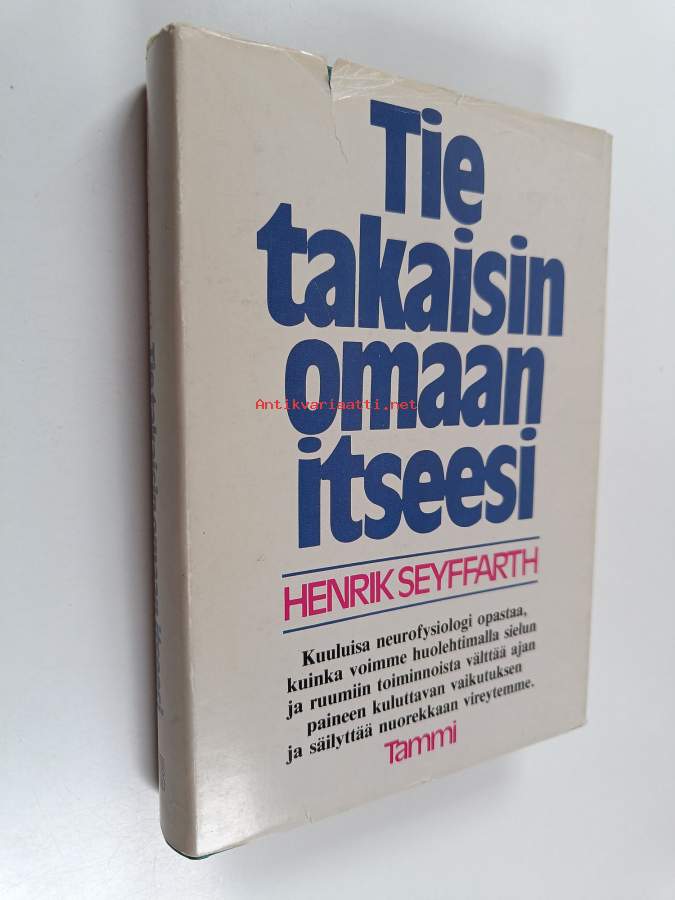 Tie
takaisin
omaan
Antikvariaatti.net
itseesi
HENRIK SEYFFARTH
Kuuluisa neurofysiologi opastaa,
kuinka voimme huolehtimalla sielun
ja ruumiin toiminnoista välttää ajan
paineen kuluttavan vaikutuksen
ja säilyttää nuorekkaan vireytemme.
Tammi